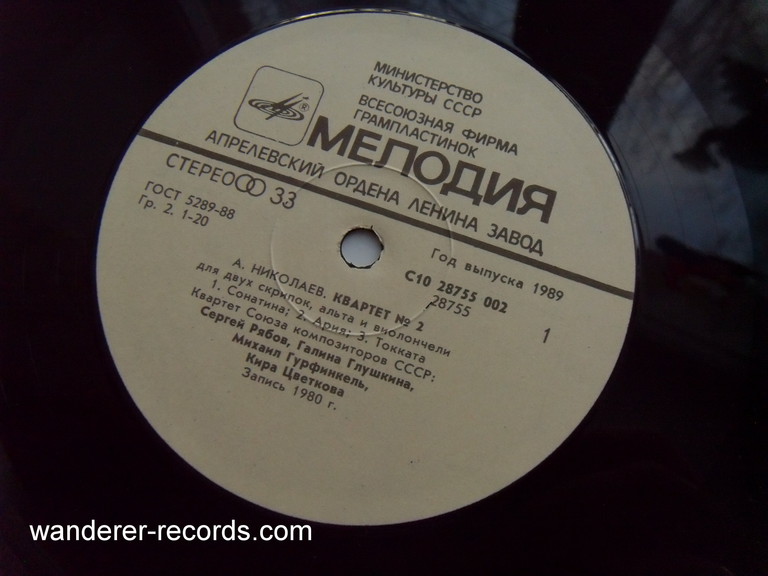 МИНИСТЕРСТВО
КУЛЬТУРЫ СССР
ВСЕСОЮЗНАЯ ФИРМА
ГРАМПЛАСТИНОК
®
МЕЛОДИЯ
АПРЕЛЕВСКИЙ ОРДЕНА ЛЕНИНА ЗАВОД
СТЕРЕО 33
ГОСТ 5289-88
Гр. 2. 1-20
Год выпуска 1989
С10 28755 002
28755
1
А. НИКОЛАЕВ. КВАРТЕТ № 2
для двух скрипок, альта и виолончели
1. Сонатина; 2. Ария; 3. Токката
Квартет Союза композиторов СССР:
Сергей Рябов, Галина Глушкина,
Михаил Гурфинкель,
Кира Цветкова
Запись 1980 г.
wanderer-records.com